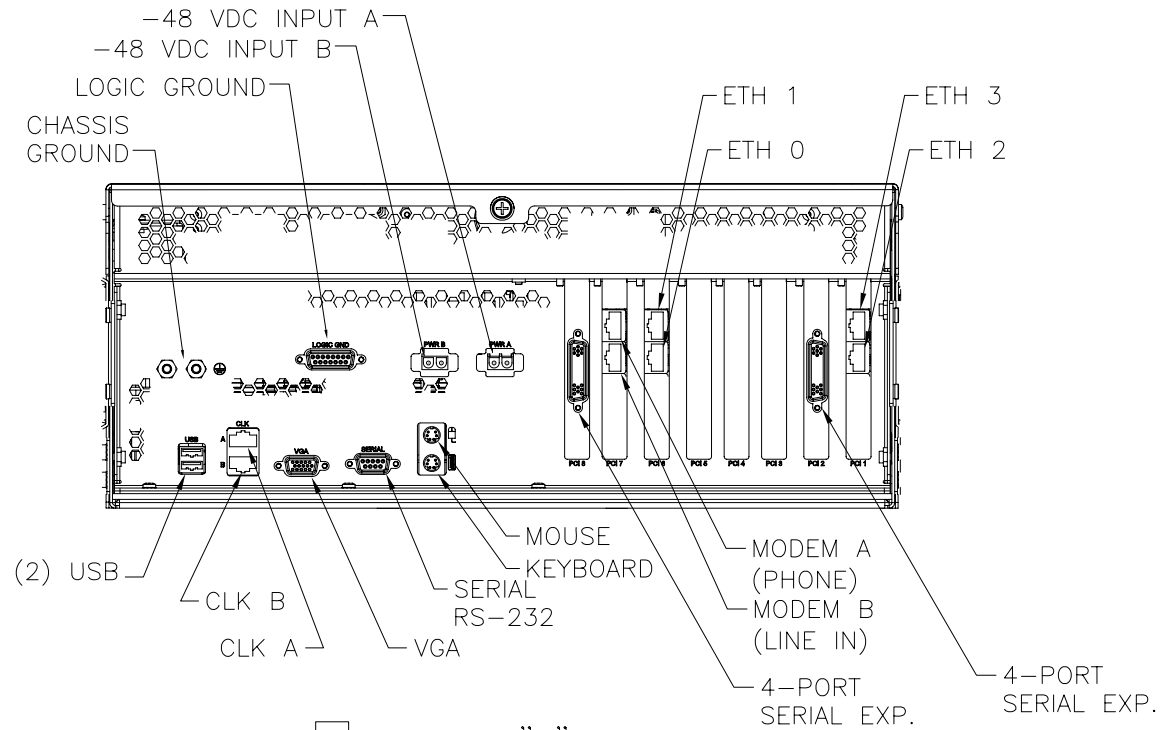 −48 VDC INPUT A
−48 VDC INPUT B
LOGIC GROUND
CHASSIS
GROUND
ETH 1
ETH 3
ETH 0
ETH 2
LOGIC GND
PWR B
PWR A
CLK
USB
A
B
VGA
SERIAL
PCI 8
PCI 7
PCI 6
PCI 5
PCI 4
PCI 3
PCI 2
PCI 1
MOUSE
KEYBOARD
(2) USB
CLK B
CLK A
SERIAL
RS−232
VGA
MODEM A
(PHONE)
MODEM B
(LINE IN)
4−PORT
SERIAL EXP.
4−PORT
SERIAL EXP.